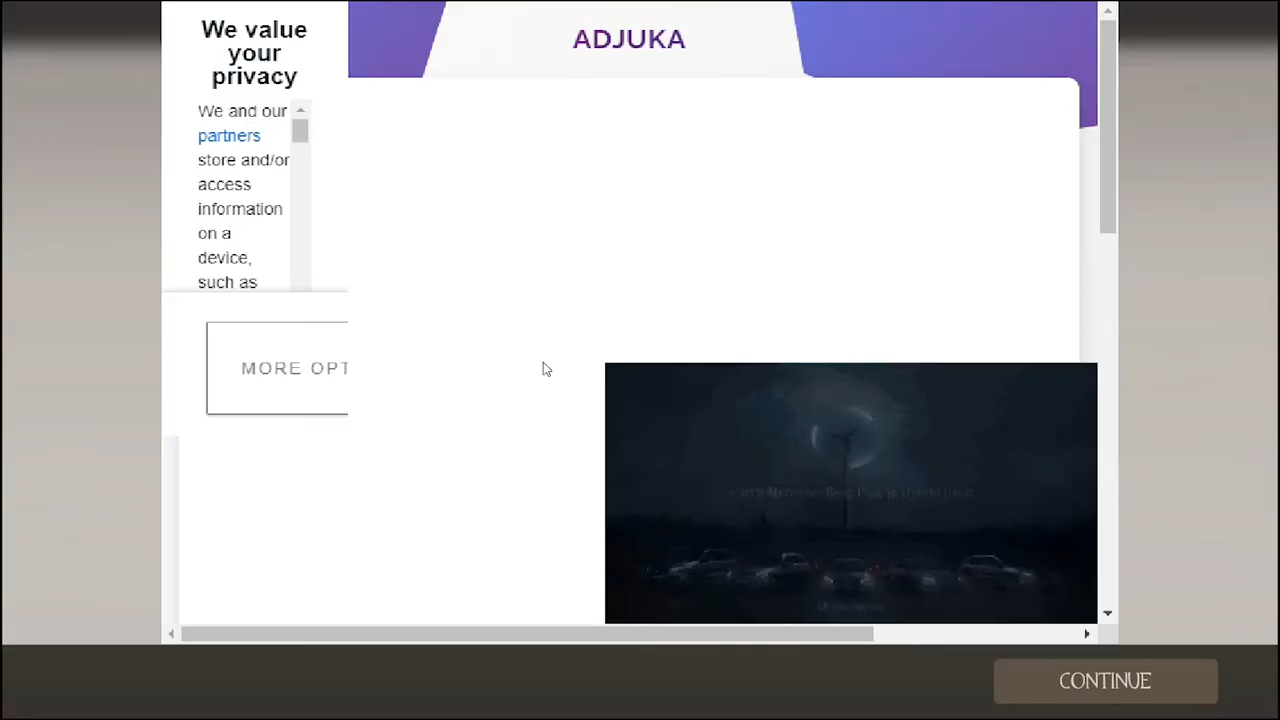 We value
your
privacy
We and our
partners
store and/or
access
information
on a
device,
such as
MORE OPT
ADJUKA
CONTINUE